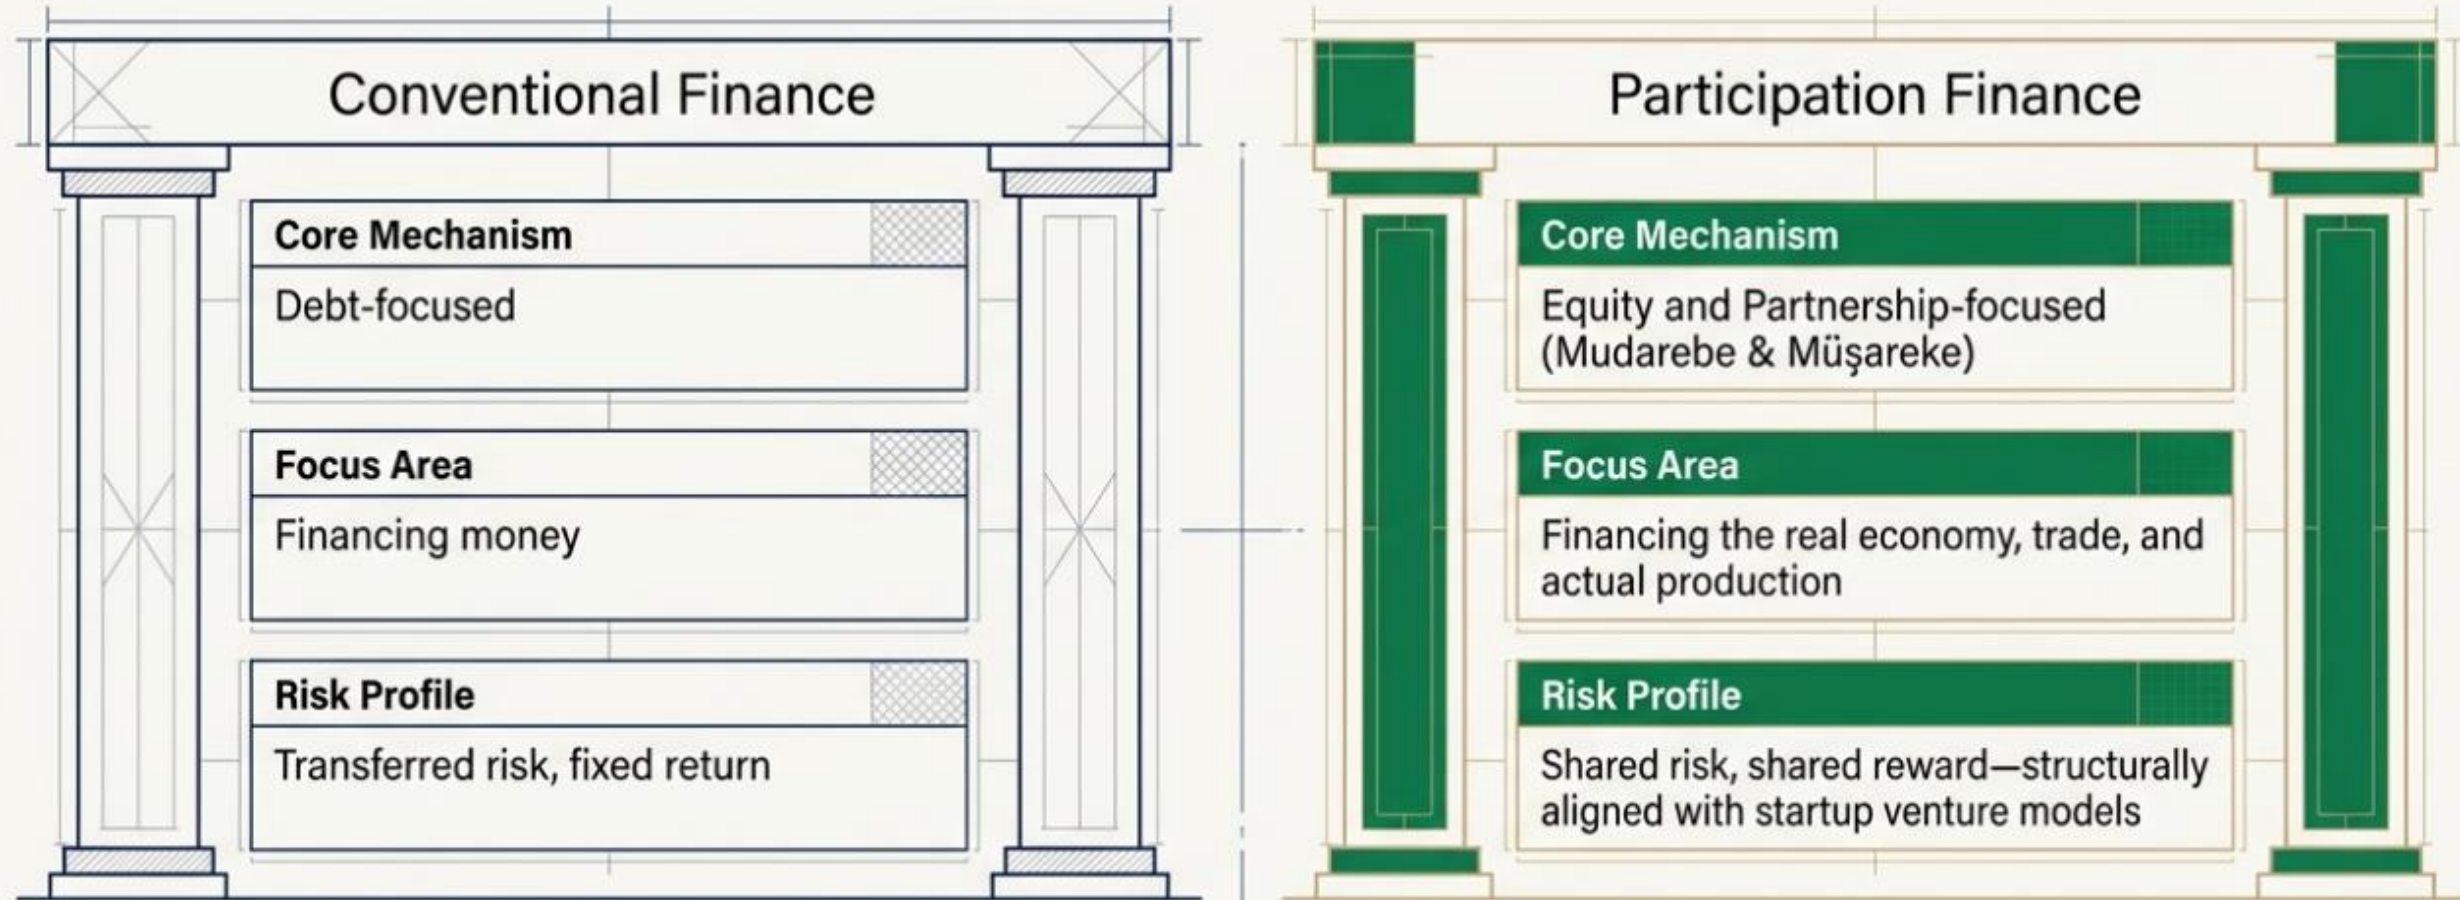 Conventional Finance
Core Mechanism
Debt-focused
Focus Area
Financing money
Risk Profile
Transferred risk, fixed return
Participation Finance
Core Mechanism
Equity and Partnership-focused
(Mudarebe & Müşareke)
Focus Area
Financing the real economy, trade, and
actual production
Risk Profile
Shared risk, shared reward—structurally
aligned with startup venture models